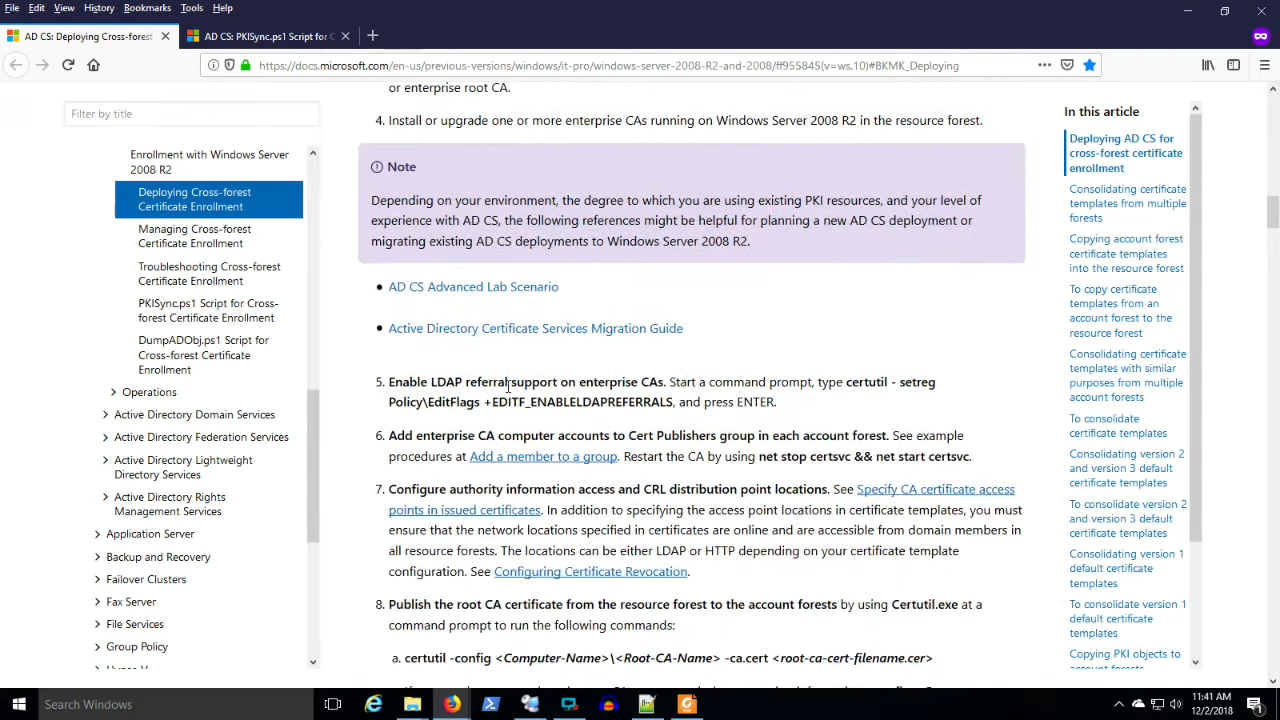 File Edit View History Bookmarks Tools Help
AD CS: Deploying Cross-forest
AD CS: PKISync.ps1 Script for C
https://docs.microsoft.com/en-us/previous-versions/windows/it-pro/windows-server-2008-R2-and-2008/ff955845(v=ws.10)#BKMK_Deploying
Filter by title
Enrollment with Windows Server
2008 R2
Deploying Cross-forest
Certificate Enrollment
Managing Cross-forest
Certificate Enrollment
Troubleshooting Cross-forest
Certificate Enrollment
PKISync.ps1 Script for Cross-
forest Certificate Enrollment
DumpADObj.ps1 Script for
Cross-forest Certificate
Enrollment
Operations
Active Directory Domain Services
Active Directory Federation Services
Active Directory Lightweight
Directory Services
Active Directory Rights
Management Services
Application Server
Backup and Recovery
Failover Clusters
Fax Server
File Services
Group Policy
or enterprise root CA.
4. Install or upgrade one or more enterprise CAs running on Windows Server 2008 R2 in the resource forest.
Note
Depending on your environment, the degree to which you are using existing PKI resources, and your level of
experience with AD CS, the following references might be helpful for planning a new AD CS deployment or
migrating existing AD CS deployments to Windows Server 2008 R2.
AD CS Advanced Lab Scenario
Active Directory Certificate Services Migration Guide
5. Enable LDAP referral support on enterprise CAs. Start a command prompt, type certutil - setreg
Policy\EditFlags +EDITF_ENABLELDAPREFERRALS, and press ENTER.
6. Add enterprise CA computer accounts to Cert Publishers group in each account forest. See example
procedures at Add a member to a group. Restart the CA by using net stop certsvc && net start certsvc.
7. Configure authority information access and CRL distribution point locations. See Specify CA certificate access
points in issued certificates. In addition to specifying the access point locations in certificate templates, you must
ensure that the network locations specified in certificates are online and are accessible from domain members in
all resource forests. The locations can be either LDAP or HTTP depending on your certificate template
configuration. See Configuring Certificate Revocation.
8. Publish the root CA certificate from the resource forest to the account forests by using Certutil.exe at a
command prompt to run the following commands:
a. certutil -config <Computer-Name>\<Root-CA-Name> -ca.cert <root-ca-cert-filename.cer>
In this article
Deploying AD CS for
cross-forest certificate
enrollment
Consolidating certificate
templates from multiple
forests
Copying account forest
certificate templates
into the resource forest
To copy certificate
templates from an
account forest to the
resource forest
Consolidating certificate
templates with similar
purposes from multiple
account forests
To consolidate
certificate templates
Consolidating version 2
and version 3 default
certificate templates
To consolidate version 2
and version 3 default
certificate templates
Consolidating version 1
default certificate
templates
To consolidate version 1
default certificate
templates
Copying PKI objects to
account forests
Search Windows
11:41 AM
12/2/2018